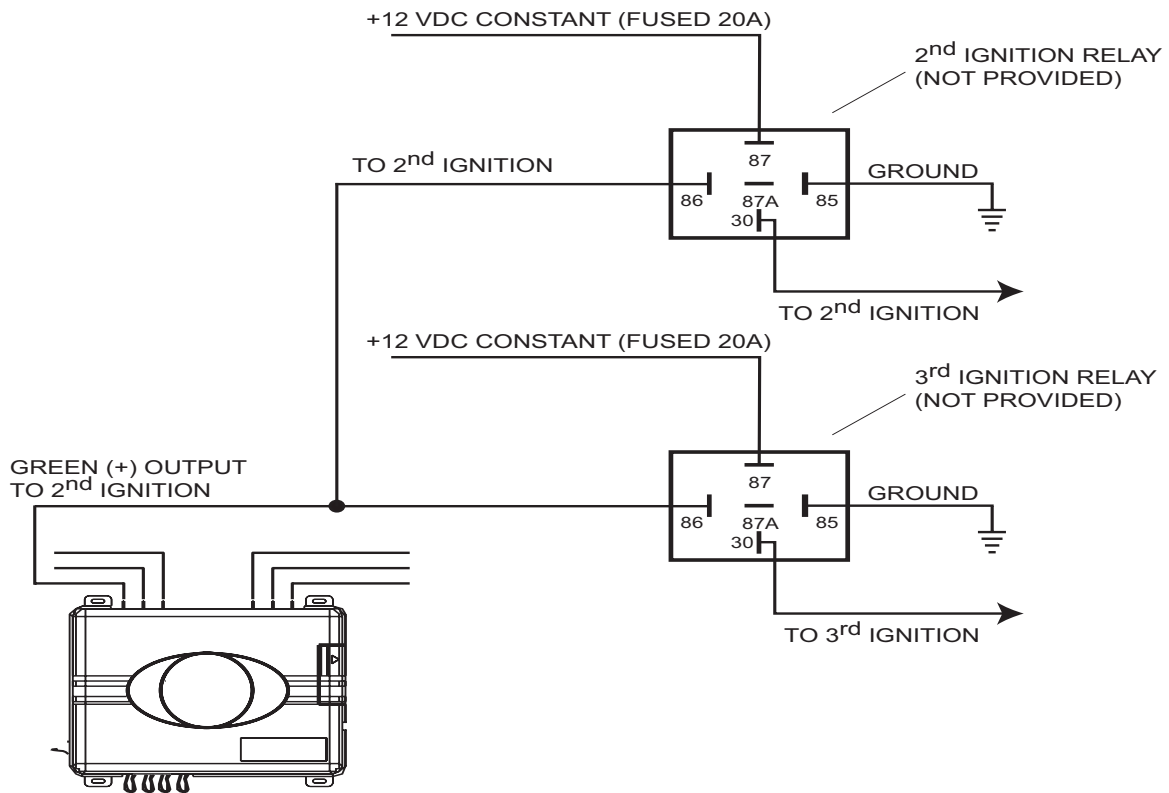 +12 VDC CONSTANT (FUSED 20A)
2nd IGNITION RELAY
(NOT PROVIDED)
87
TO 2nd IGNITION
GROUND
86
87A
85
30
TO 2nd IGNITION
+12 VDC CONSTANT (FUSED 20A)
3rd IGNITION RELAY
(NOT PROVIDED)
GREEN (+) OUTPUT
TO 2nd IGNITION
87
GROUND
86
87A
85
30
TO 3rd IGNITION